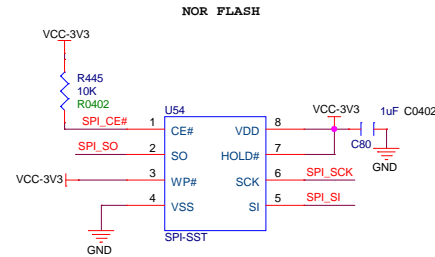 NOR FLASH
VCC-3V3
R445
10K
R0402
U54
VCC-3V3
1uF C0402
SPI_CE# 1 CE# VDD 8
C80
SPI_SO 2 SO HOLD# 7
GND
VCC-3V3 3 WP# SCK 6 SPI_SCK
4 VSS SI 5 SPI_SI
SPI-SST
GND